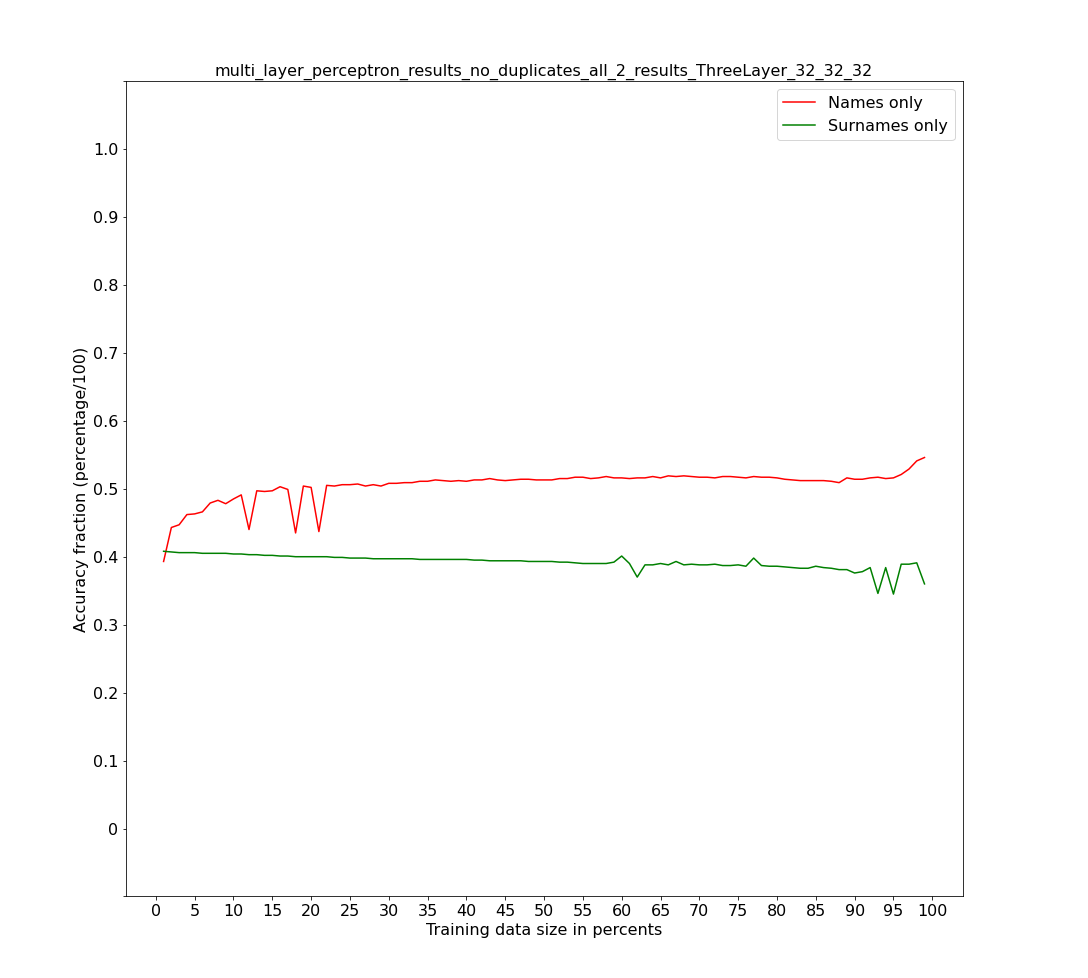 multi_layer_perceptron_results_no_duplicates_all_2_results_ThreeLayer_32_32_32
Names only
Surnames only
Accuracy fraction (percentage/100)
1.0
0.9
0.8
0.7
0.6
0.5
0.4
0.3
0.2
0.1
0
0 5 10 15 20 25 30 35 40 45 50 55 60 65 70 75 80 85 90 95 100
Training data size in percents